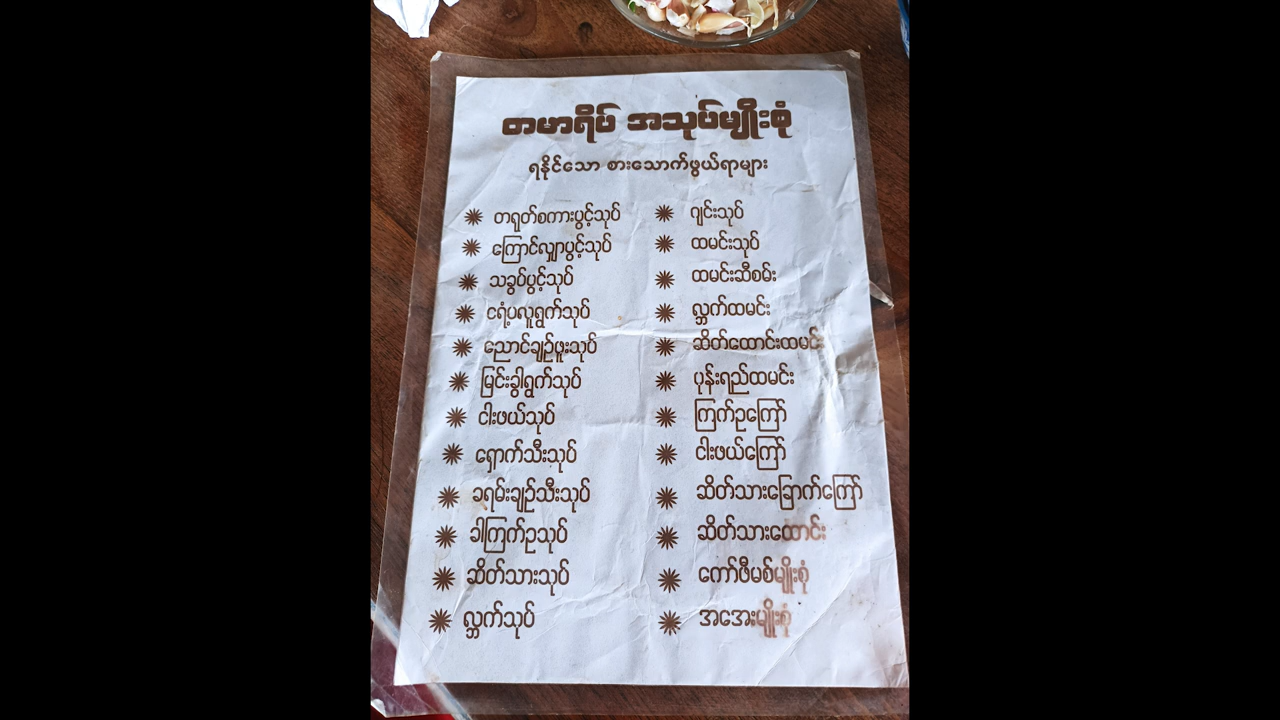 တမာရိပ် အသုပ်မျိုးစုံ
ရနိုင်သော စားသောက်ဖွယ်ရာများ
တရုတ်စကားပွင့်သုပ်
ကြောင်လျှာပွင့်သုပ်
သခွပ်ပွင့်သုပ်
ငရံ့ပလူရွက်သုပ်
ညောင်ချဉ်ဖူးသုပ်
မြင်းခွါရွက်သုပ်
ငါးဖယ်သုပ်
ရှောက်သီးသုပ်
ခရမ်းချဉ်သီးသုပ်
ခါကြက်ဥသုပ်
ဆိတ်သားသုပ်
လ္ဘက်သုပ်
ဂျင်းသုပ်
ထမင်းသုပ်
ထမင်းဆီစမ်း
လ္ဘက်ထမင်း
ဆိတ်ထောင်းထမင်း
ပုန်းရည်ထမင်း
ကြက်ဥကြော်
ငါးဖယ်ကြော်
ဆိတ်သားခြောက်ကြော်
ဆိတ်သားထောင်း
ကော်ဖီမစ်မျိုးစုံ
အအေးမျိုးစုံ